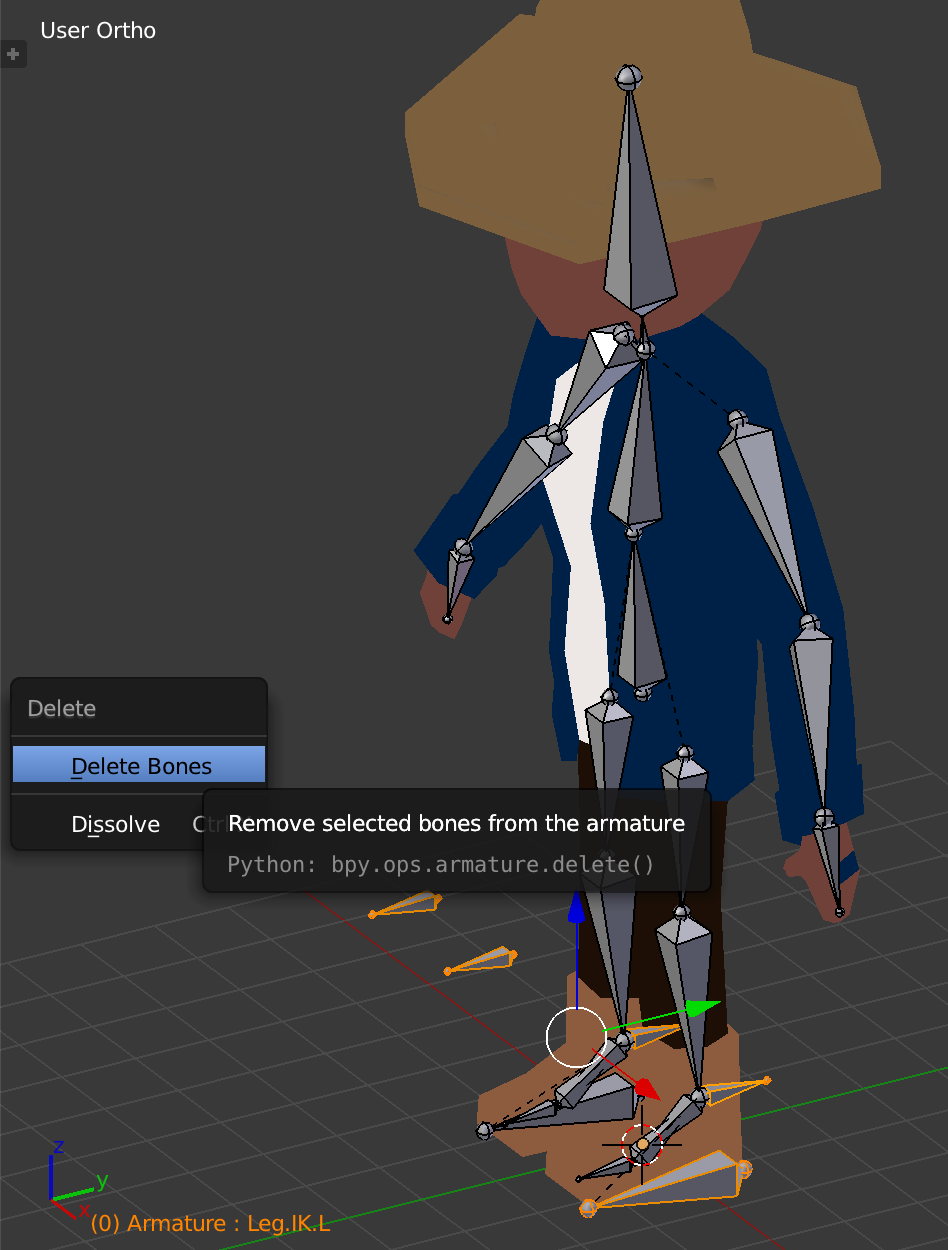 User Ortho
Delete
Delete Bones
Dissolve Ctr
Remove selected bones from the armature
Python: bpy.ops.armature.delete()
z
y
x
(0) Armature : Leg.IK.L